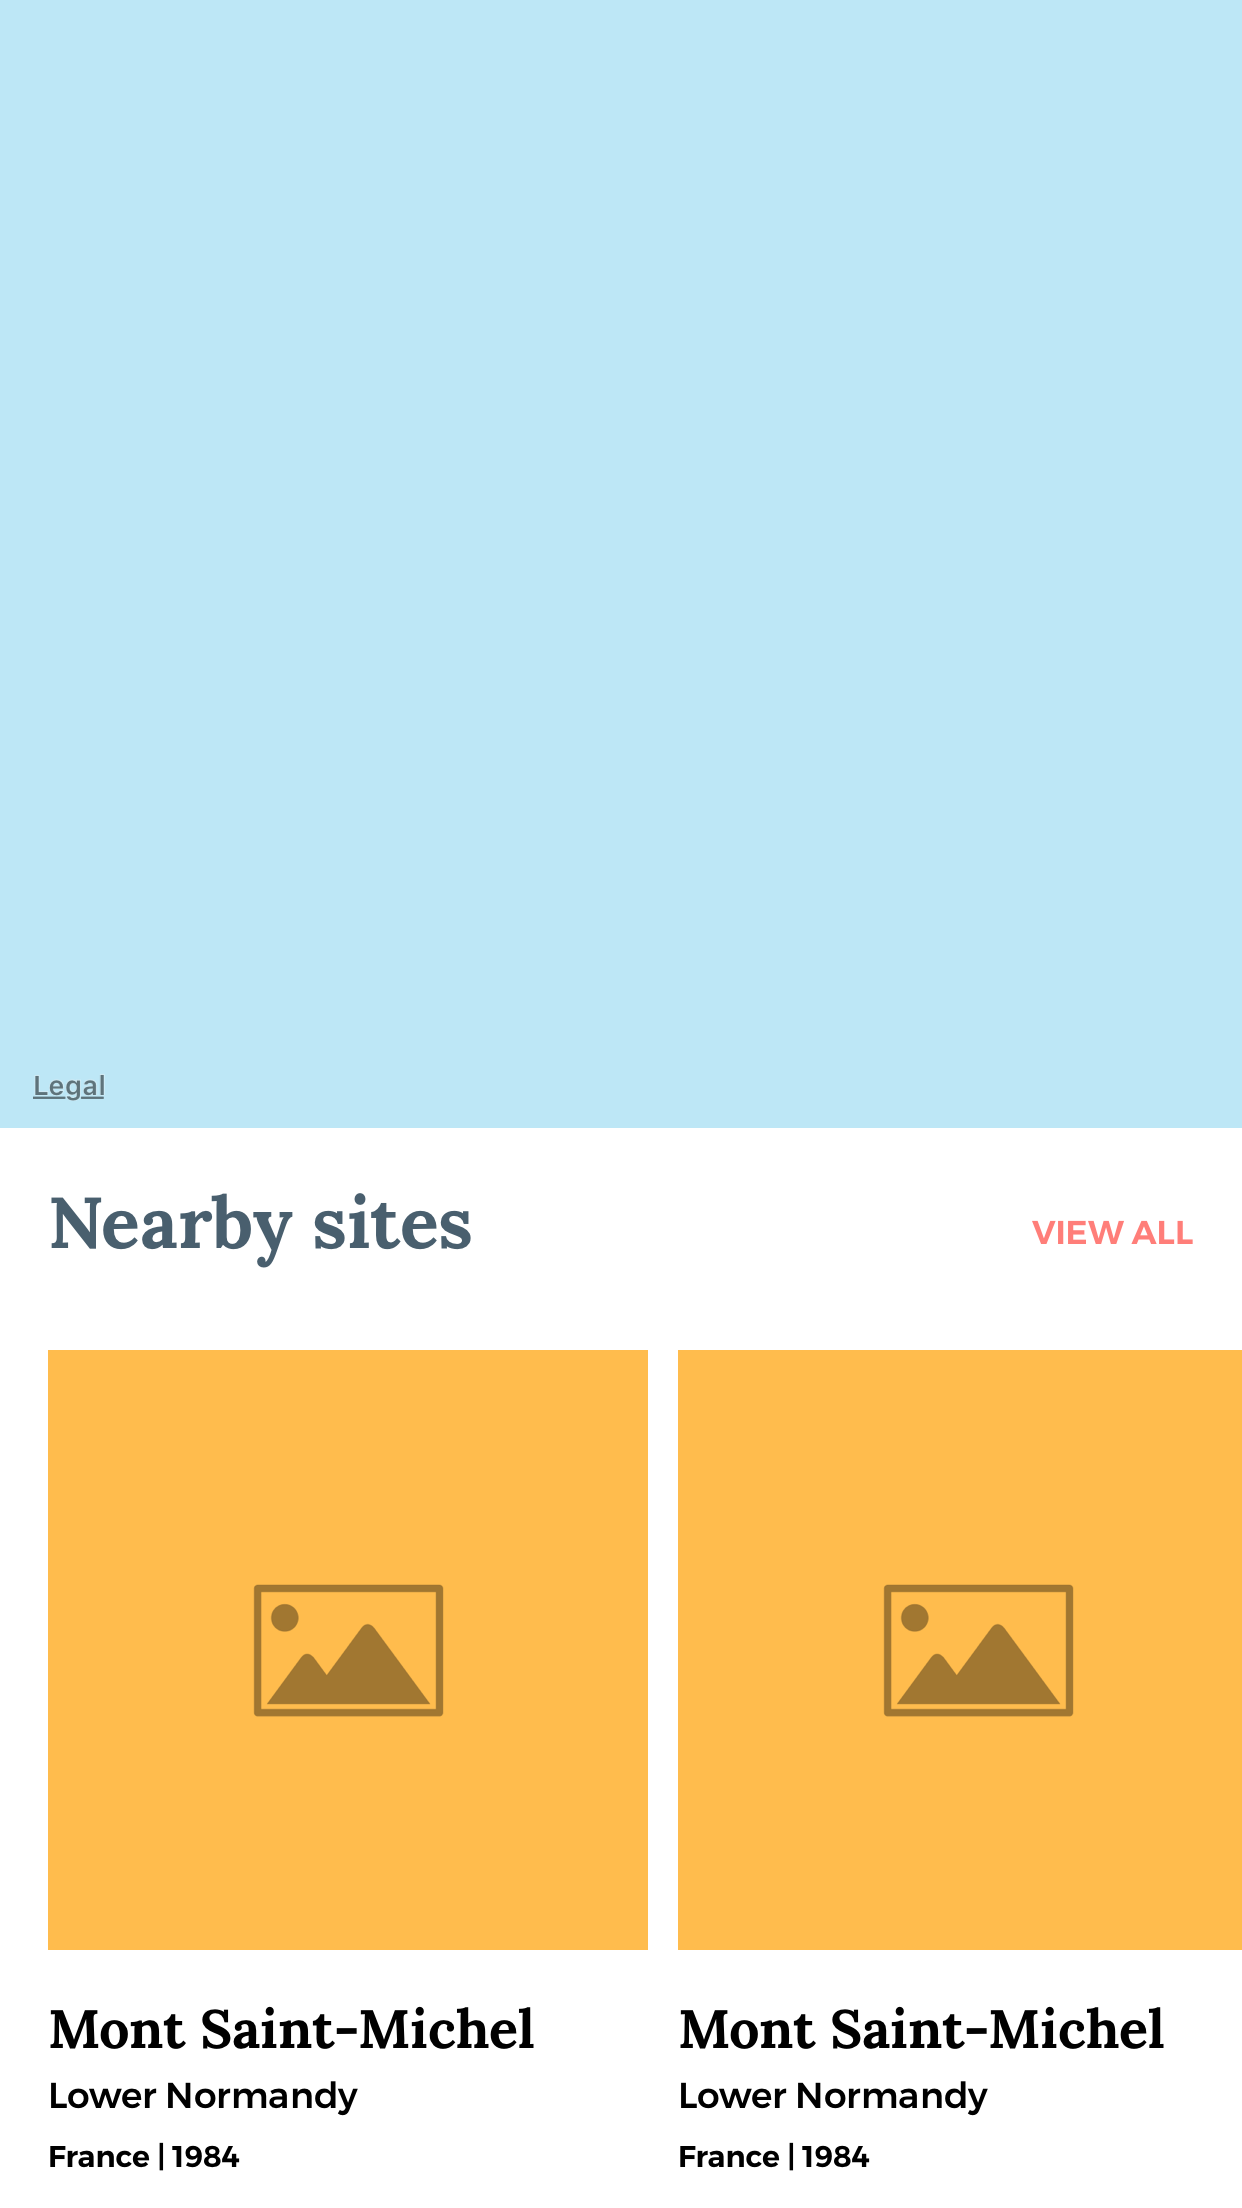 Legal
Nearby sites
VIEW ALL
Mont Saint-Michel
Lower Normandy
France | 1984
Mont Saint-Michel
Lower Normandy
France | 1984